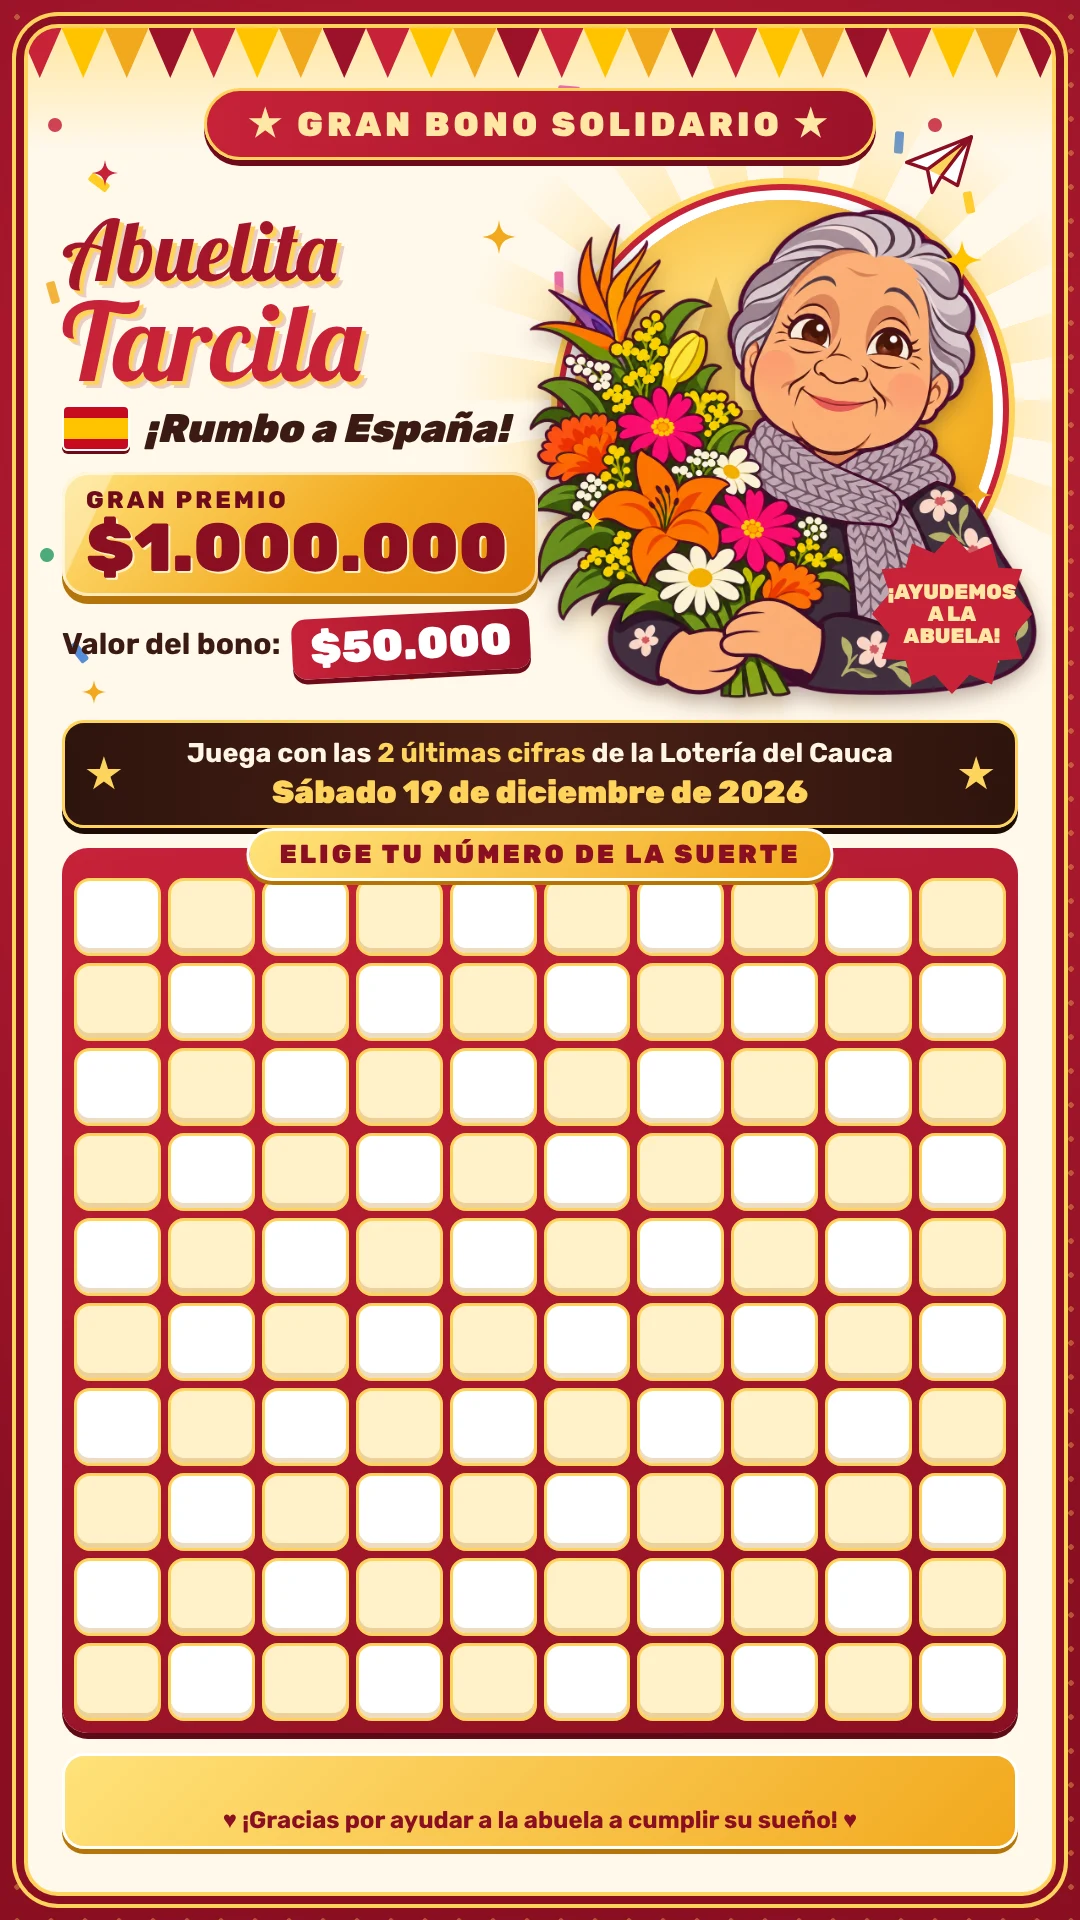 ★ GRAN BONO SOLIDARIO ★
Abuelita
Tarcila
¡Rumbo a España!
GRAN PREMIO
$1.000.000
Valor del bono: $50.000
¡AYUDEMOS
A LA
ABUELA!
Juega con las 2 últimas cifras de la Lotería del Cauca
★ Sábado 19 de diciembre de 2026 ★
ELIGE TU NÚMERO DE LA SUERTE
♥ ¡Gracias por ayudar a la abuela a cumplir su sueño! ♥